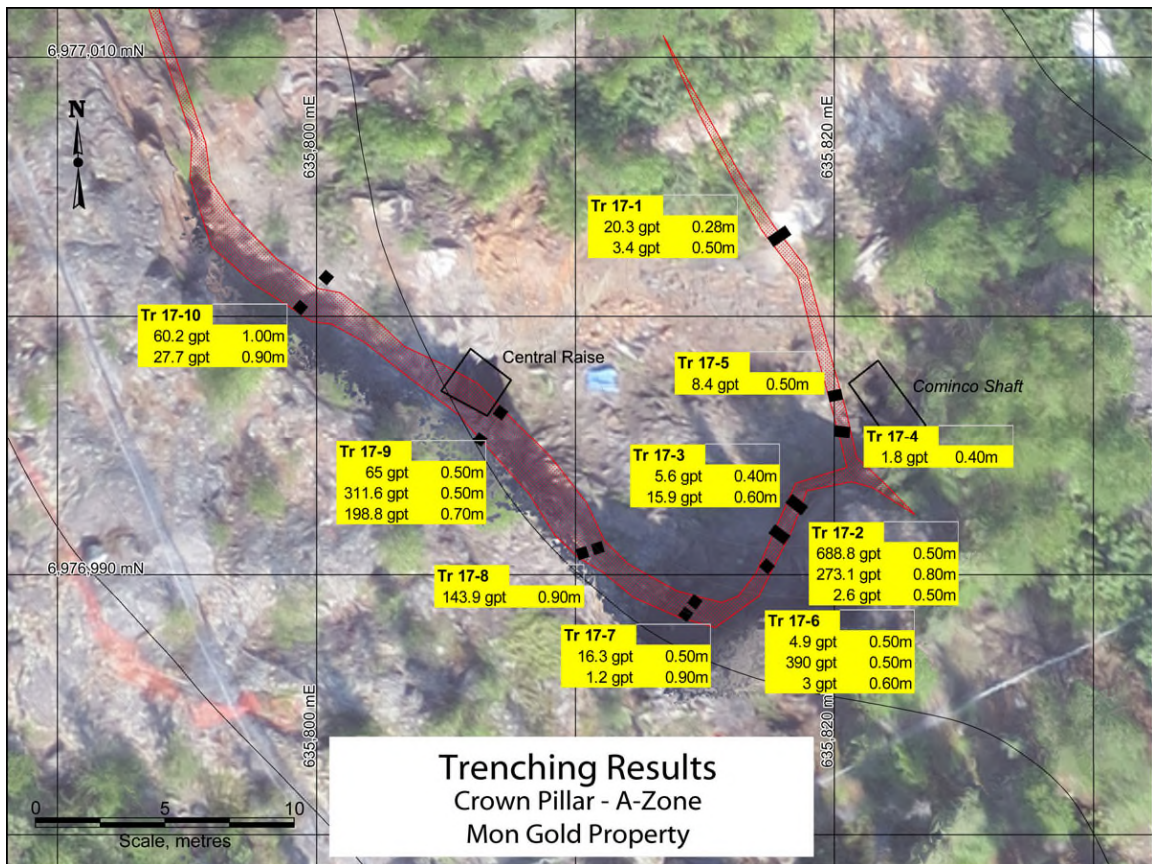 6,977,010 mN
N
635,800 mE
635,820 mE
Tr 17-1
20.3 gpt 0.28m
3.4 gpt 0.50m
Tr 17-10
60.2 gpt 1.00m
27.7 gpt 0.90m
Central Raise
Tr 17-5
8.4 gpt 0.50m
Cominco Shaft
Tr 17-4
1.8 gpt 0.40m
Tr 17-9
65 gpt 0.50m
311.6 gpt 0.50m
198.8 gpt 0.70m
Tr 17-3
5.6 gpt 0.40m
15.9 gpt 0.60m
Tr 17-2
688.8 gpt 0.50m
273.1 gpt 0.80m
2.6 gpt 0.50m
6,976,990 mN
Tr 17-8
143.9 gpt 0.90m
Tr 17-7
16.3 gpt 0.50m
1.2 gpt 0.90m
Tr 17-6
4.9 gpt 0.50m
390 gpt 0.50m
3 gpt 0.60m
635,800 mE
635,820 m
Trenching Results
Crown Pillar - A-Zone
Mon Gold Property
0 5 10
Scale, metres